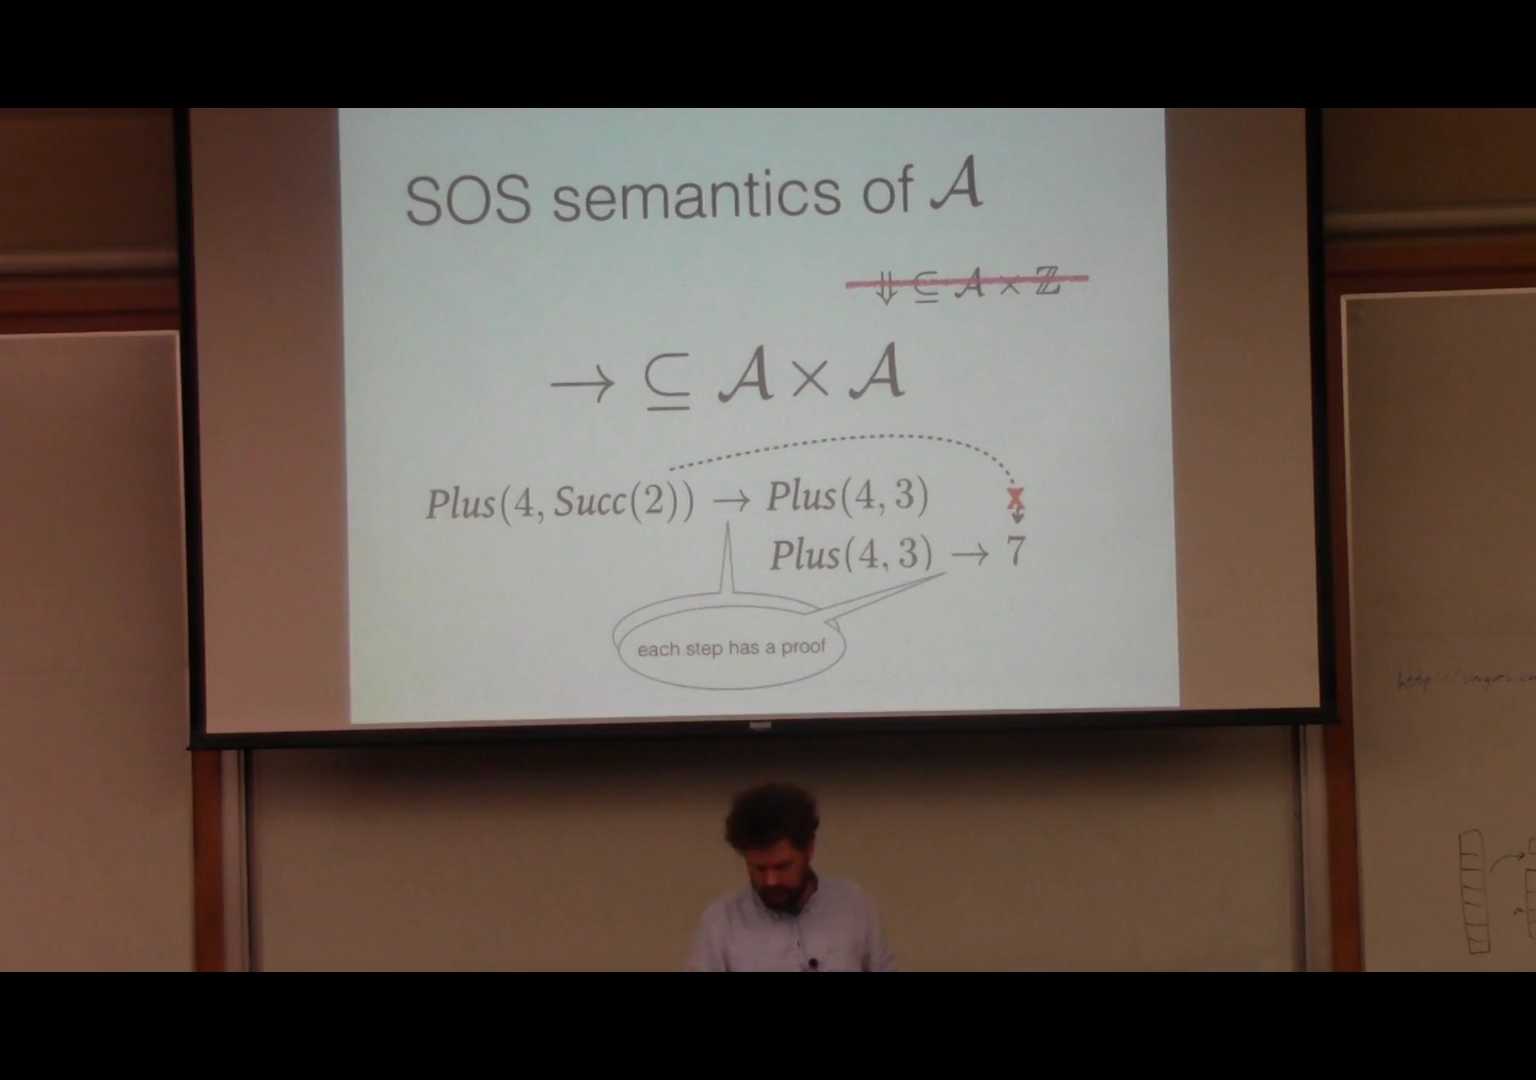 SOS semantics of 𝒜
⇓ ⊆ 𝒜 × ℤ
→ ⊆ 𝒜 × 𝒜
Plus(4, Succ(2)) → Plus(4, 3)
Plus(4, 3) → 7
each step has a proof